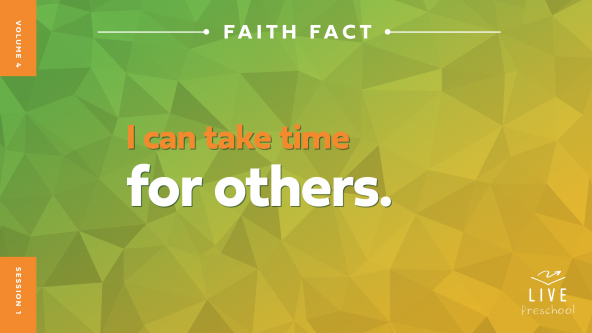 FAITH FACT
VOLUME 4
I can take time
for others.
SESSION 1
LIVE
Preschool